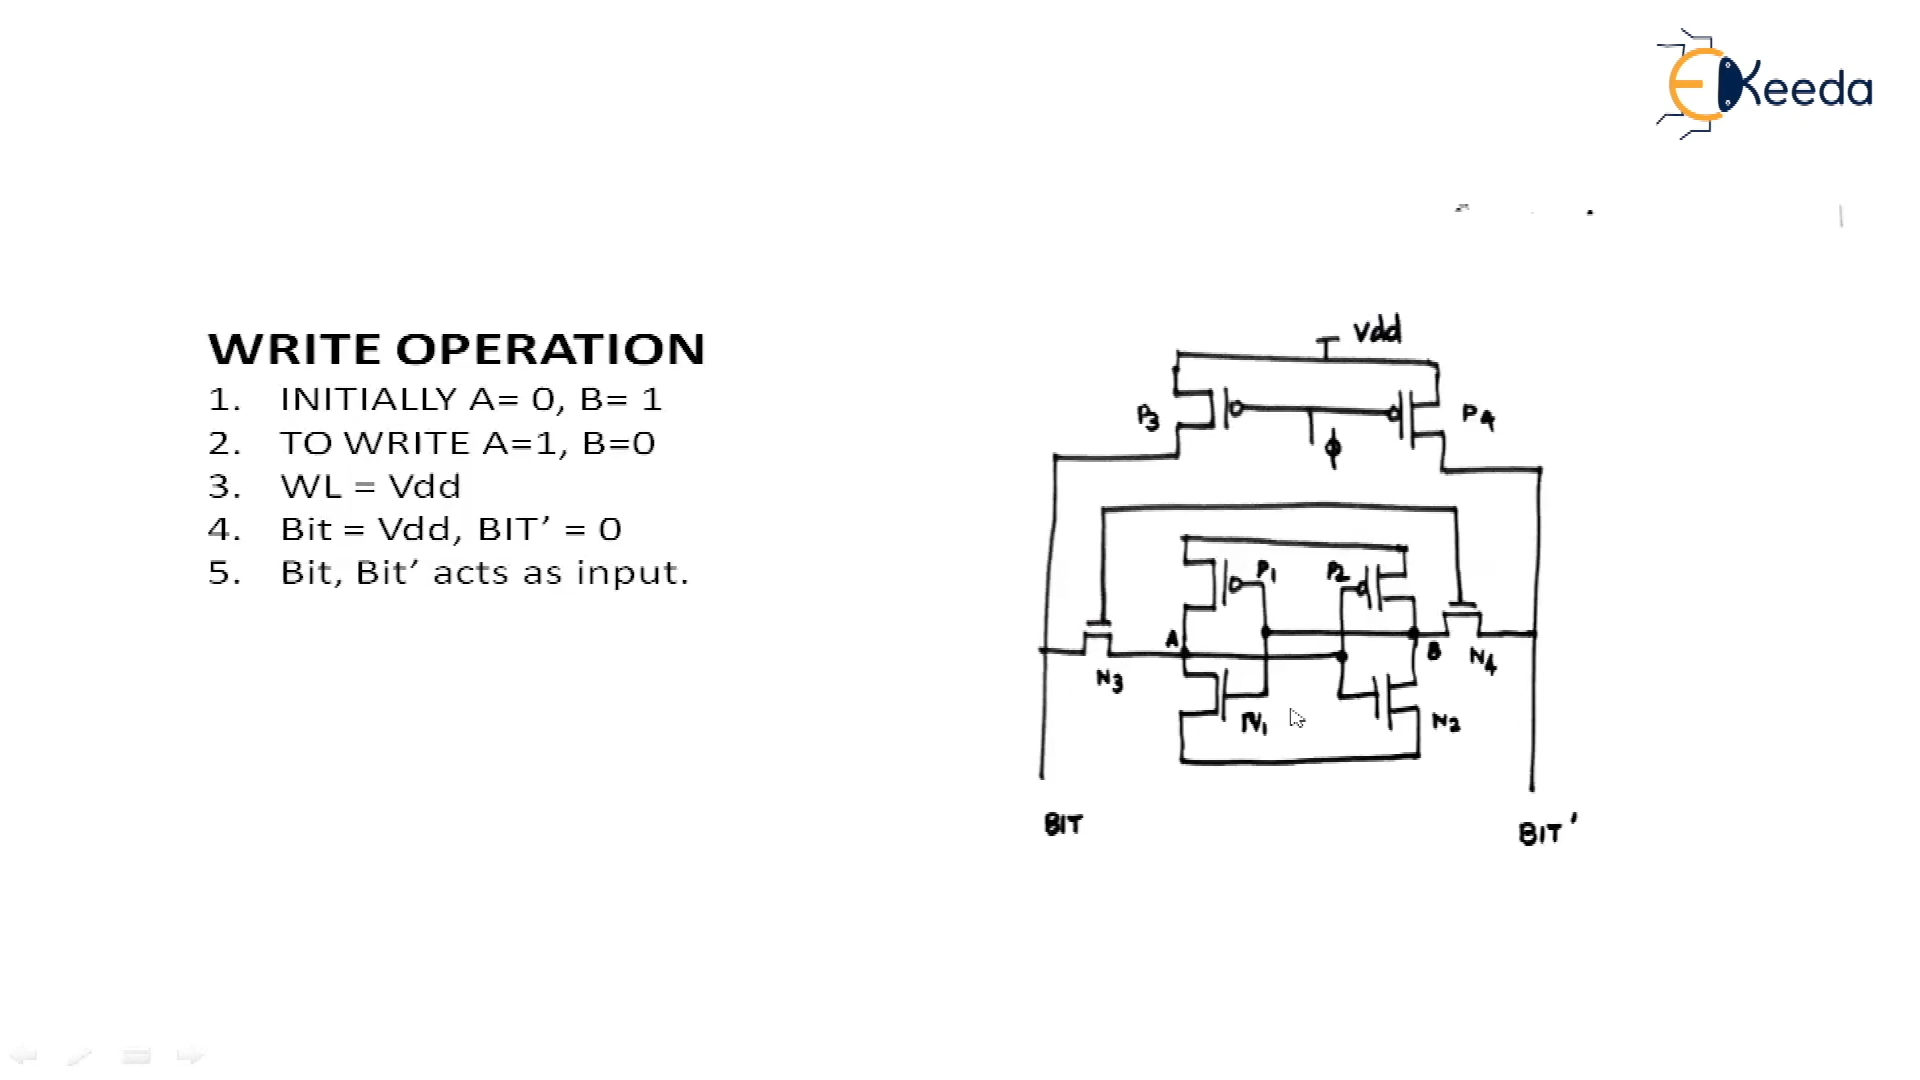 EKeeda
WRITE OPERATION
1. INITIALLY A= 0, B= 1
2. TO WRITE A=1, B=0
3. WL = Vdd
4. Bit = Vdd, BIT’ = 0
5. Bit, Bit’ acts as input.
Vdd
P3
P4
ϕ
P1
P2
A
B
N3
N4
N1
N2
BIT
BIT'